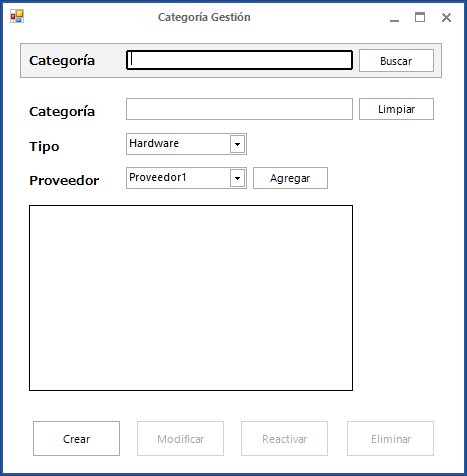 Categoría Gestión
Categoría Buscar
Categoría Limpiar
Tipo Hardware
Proveedor Proveedor1 Agregar
Crear Modificar Reactivar Eliminar